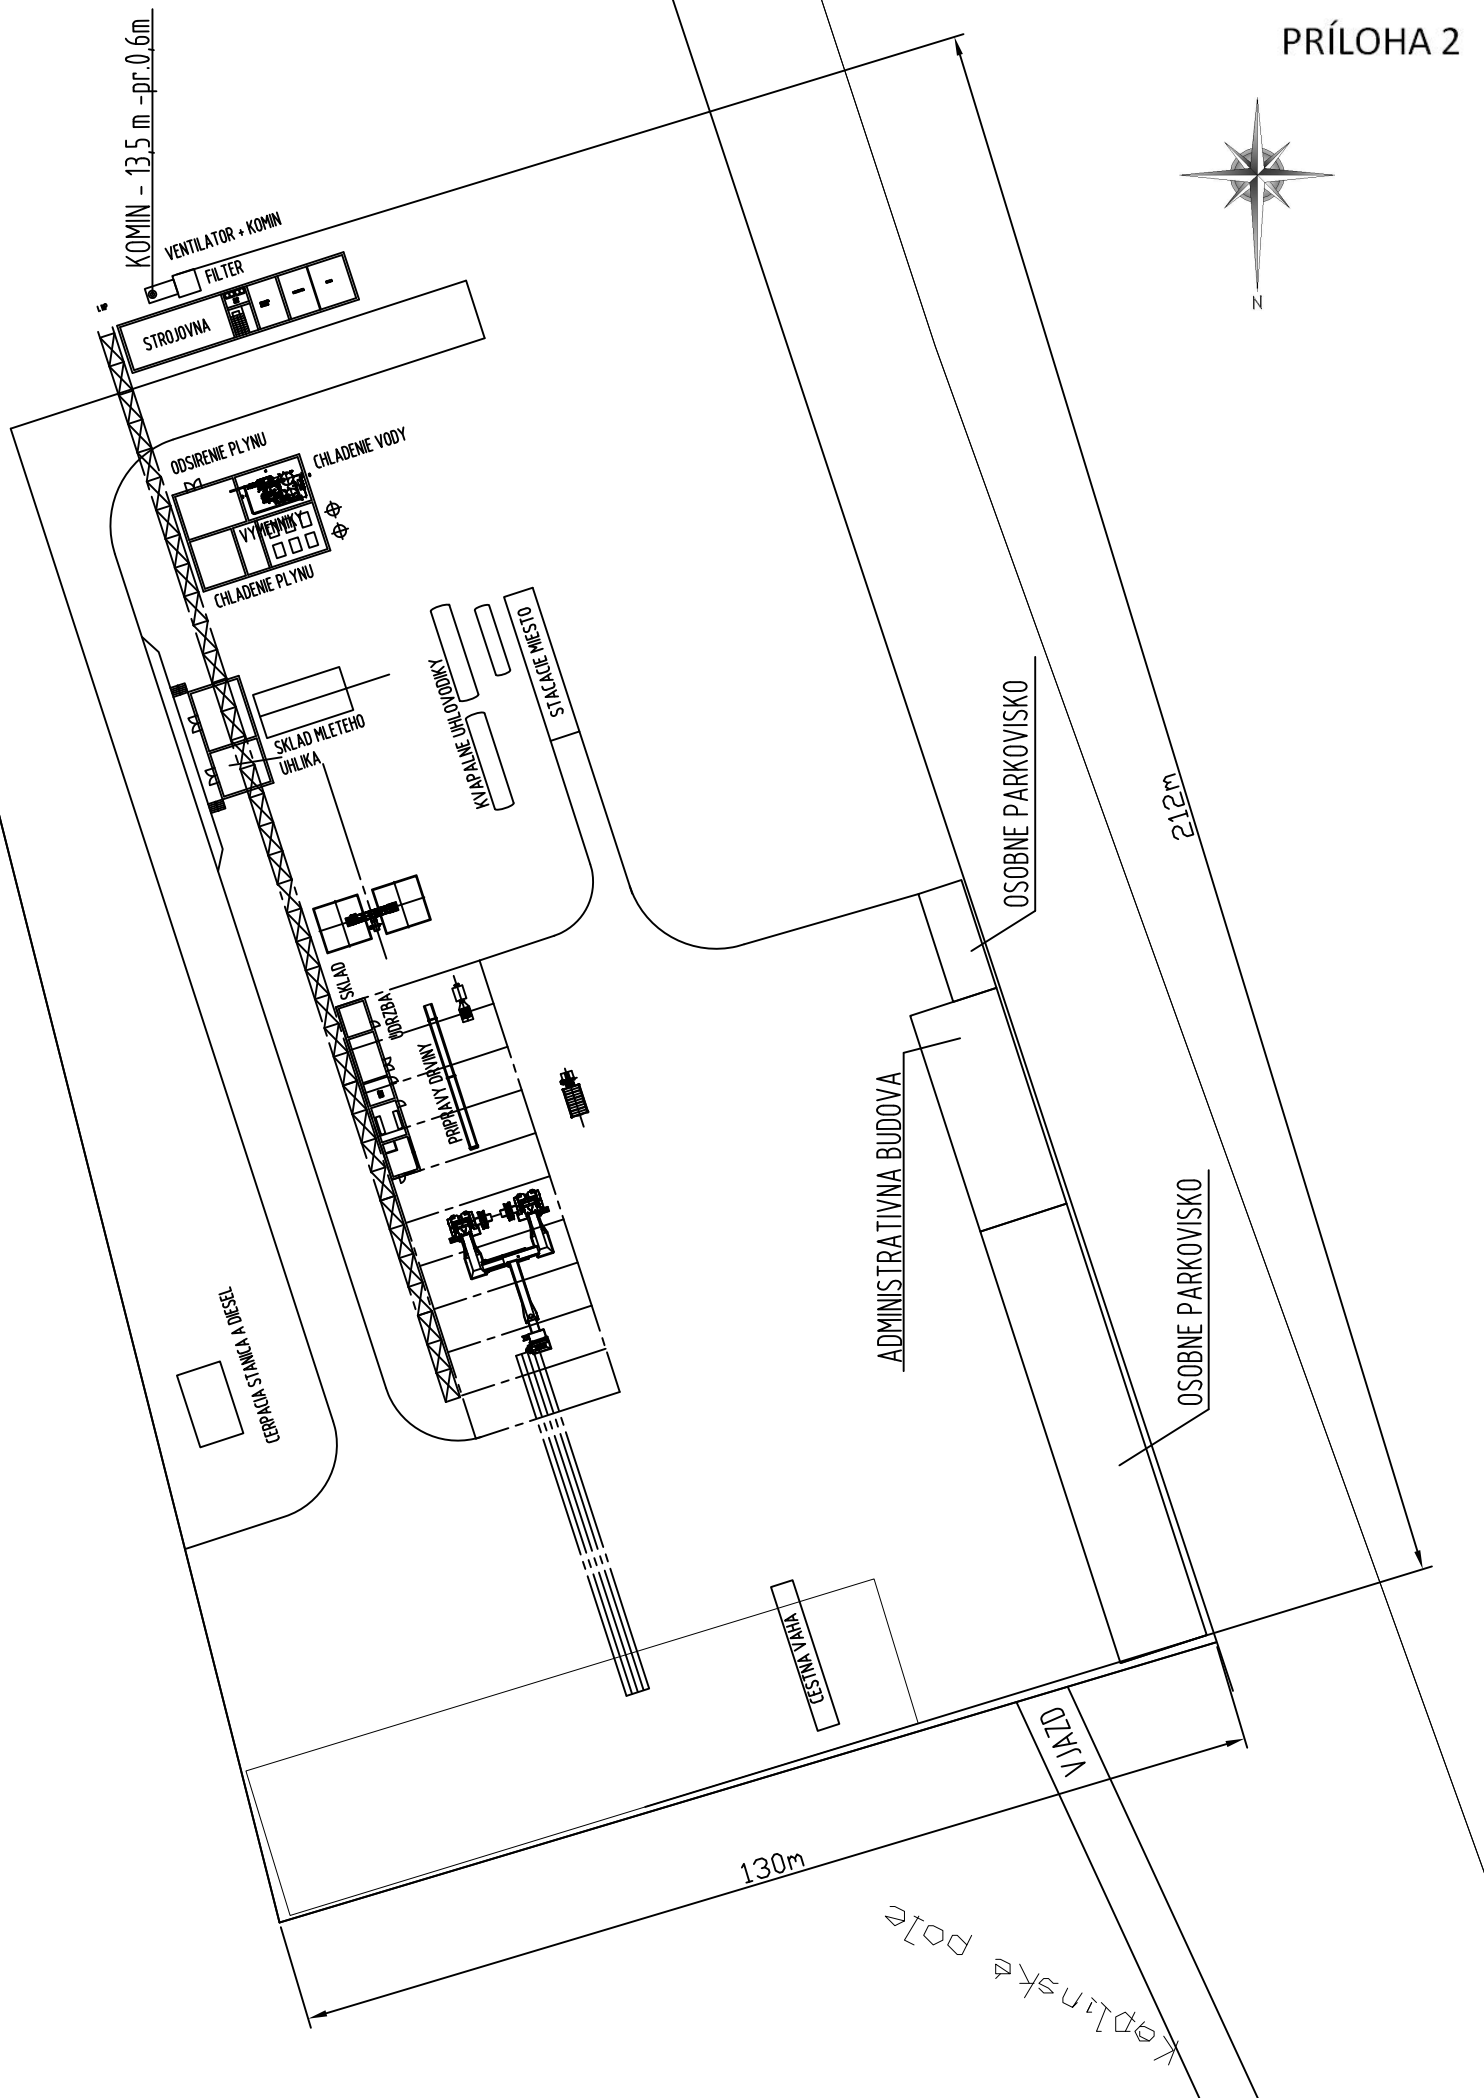 PRÍLOHA 2
KOMIN - 13,5 m -pr.0,6m
N
VENTILATOR + KOMIN
FILTER
STROJOVNA
ODSIRENIE PLYNU
CHLADENIE VODY
VYMENNIKY
CHLADENIE PLYNU
KVAPALNE UHLOVODIKY
STACACIE MIESTO
SKLAD MLETEHO
UHLIKA
OSOBNE PARKOVISKO
212m
SKLAD
UDRZBA
PRIPRAVY DRVINY
ADMINISTRATIVNA BUDOVA
OSOBNE PARKOVISKO
CERPACIA STANICA A DIESEL
CESTNA VAHA
VJAZD
130m
Kaplinske pole